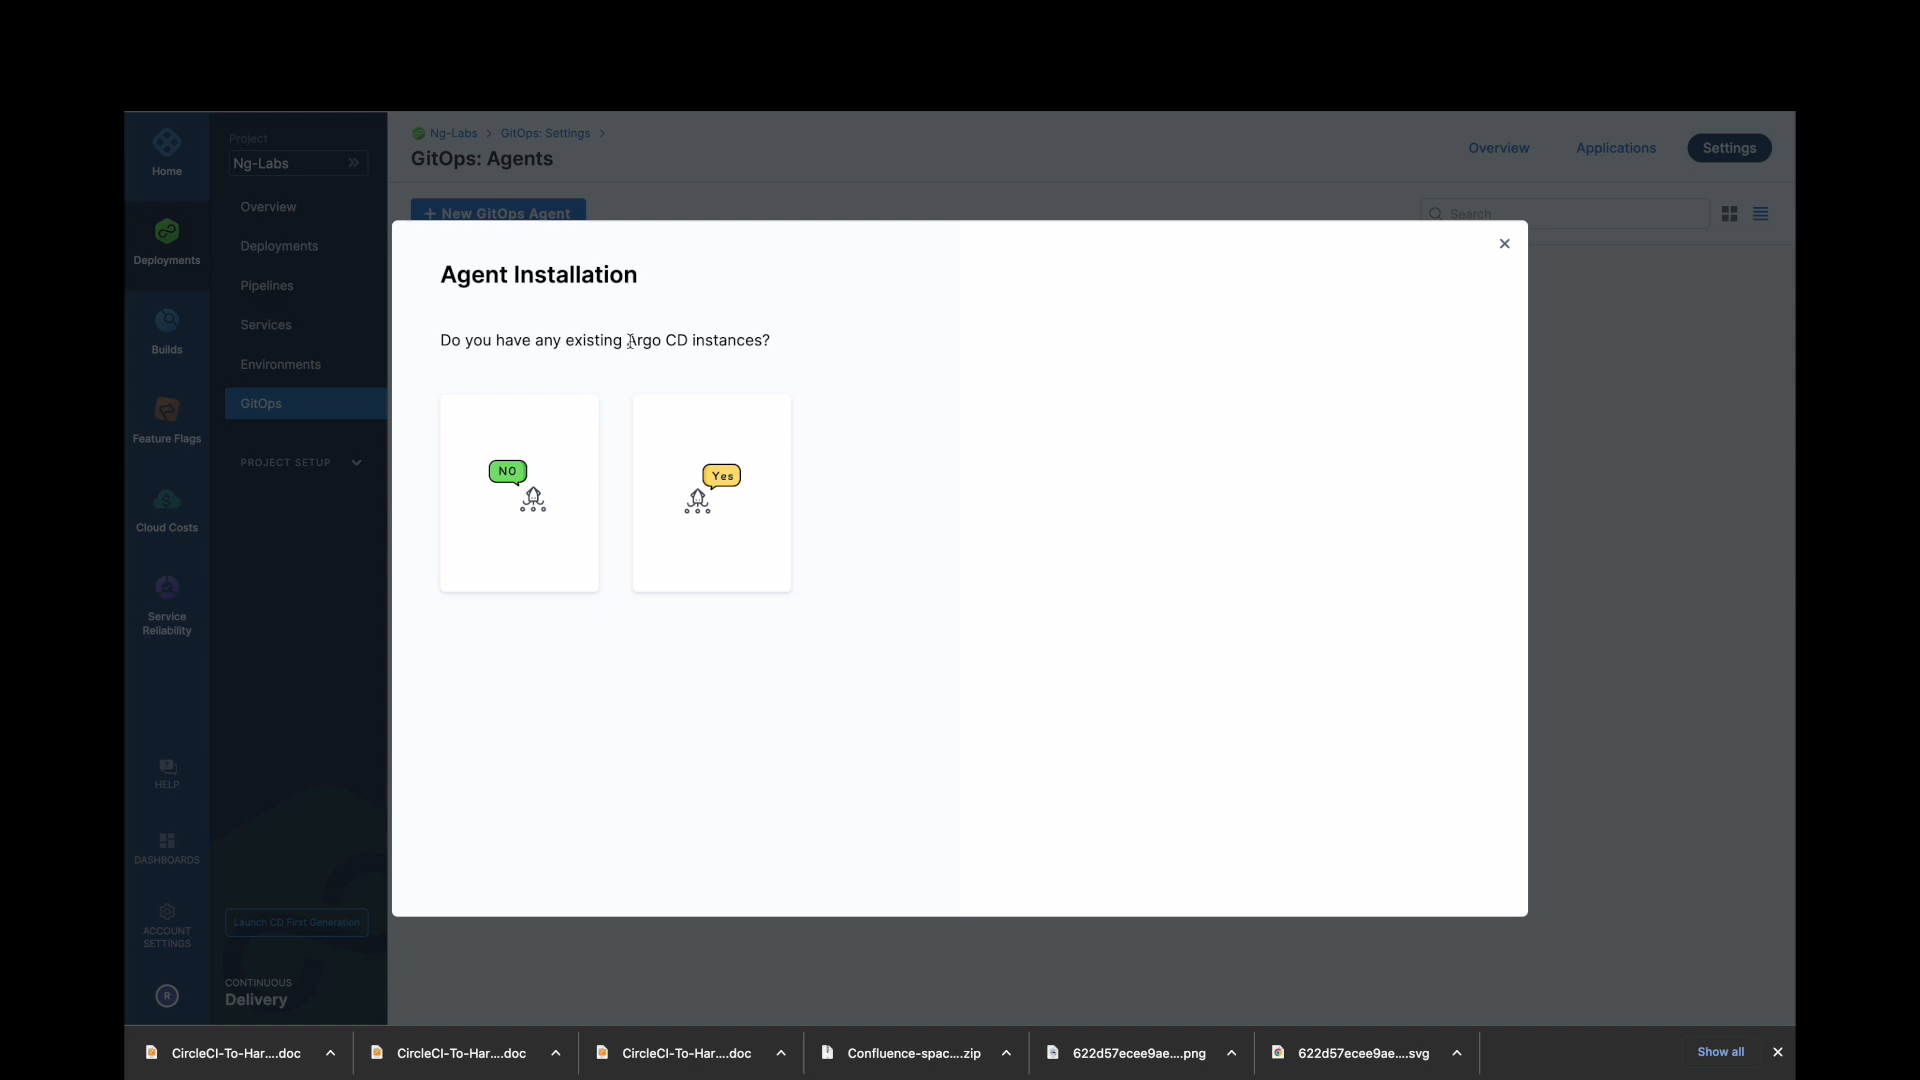 Home
Deployments
Builds
Feature Flags
Cloud Costs
Service
Reliability
HELP
DASHBOARDS
ACCOUNT
SETTINGS
R
Project
Ng-Labs
Overview
Deployments
Pipelines
Services
Environments
GitOps
PROJECT SETUP
Launch CD First Generation
CONTINUOUS
Delivery
Ng-Labs > GitOps: Settings >
GitOps: Agents
Overview
Applications
Settings
+ New GitOps Agent
Search
Agent Installation
Do you have any existing Argo CD instances?
NO
Yes
CircleCI-To-Har....doc
CircleCI-To-Har....doc
CircleCI-To-Har....doc
Confluence-spac....zip
622d57ecee9ae....png
622d57ecee9ae....svg
Show all